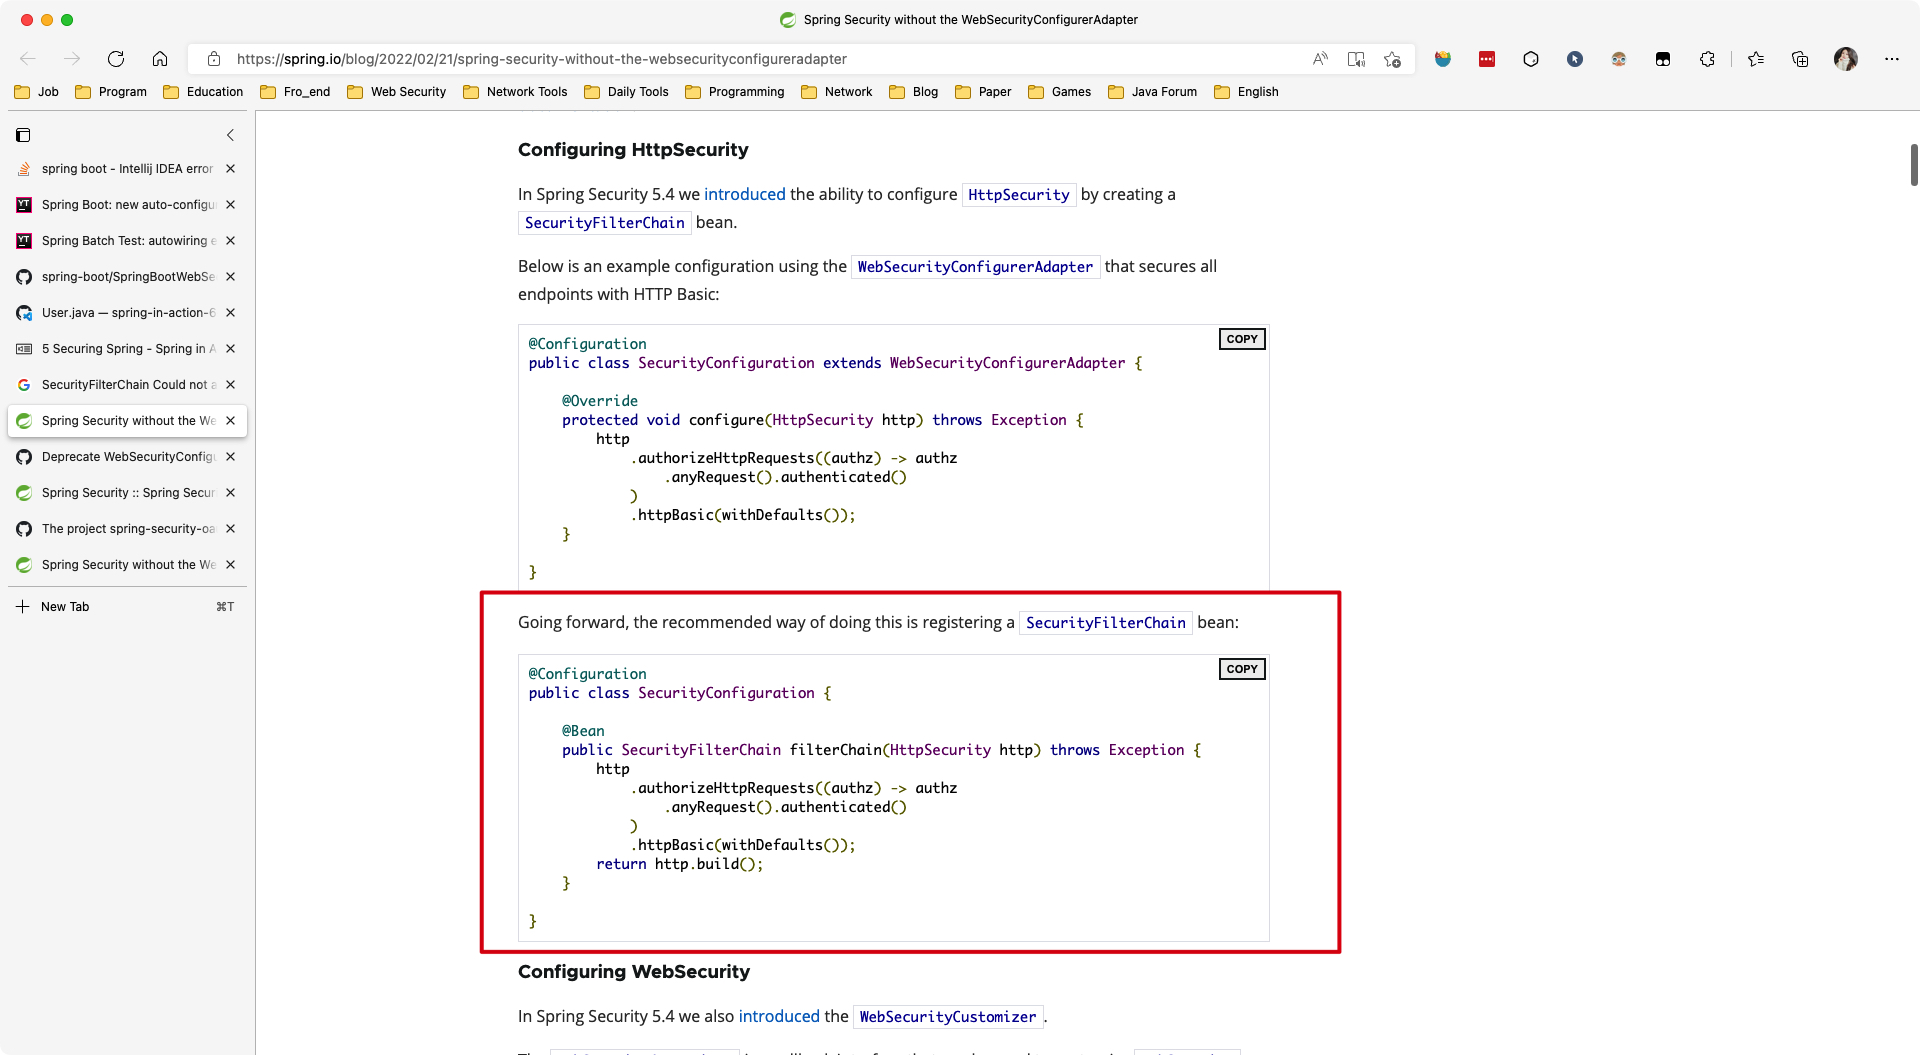 Spring Security without the WebSecurityConfigurerAdapter
https://spring.io/blog/2022/02/21/spring-security-without-the-websecurityconfigureradapter
Job Program Education Fro_end Web Security Network Tools Daily Tools Programming Network Blog Paper Games Java Forum English
spring boot - Intellij IDEA error
Spring Boot: new auto-configu
Spring Batch Test: autowiring e
spring-boot/SpringBootWebSe
User.java — spring-in-action-6
5 Securing Spring - Spring in A
SecurityFilterChain Could not a
Spring Security without the We
Deprecate WebSecurityConfigu
Spring Security :: Spring Secur
The project spring-security-oa
Spring Security without the We
New Tab ⌘T
Configuring HttpSecurity
In Spring Security 5.4 we introduced the ability to configure HttpSecurity by creating a
SecurityFilterChain bean.
Below is an example configuration using the WebSecurityConfigurerAdapter that secures all
endpoints with HTTP Basic:
COPY
@Configuration
public class SecurityConfiguration extends WebSecurityConfigurerAdapter {
@Override
protected void configure(HttpSecurity http) throws Exception {
http
.authorizeHttpRequests((authz) -> authz
.anyRequest().authenticated()
)
.httpBasic(withDefaults());
}
}
Going forward, the recommended way of doing this is registering a SecurityFilterChain bean:
COPY
@Configuration
public class SecurityConfiguration {
@Bean
public SecurityFilterChain filterChain(HttpSecurity http) throws Exception {
http
.authorizeHttpRequests((authz) -> authz
.anyRequest().authenticated()
)
.httpBasic(withDefaults());
return http.build();
}
}
Configuring WebSecurity
In Spring Security 5.4 we also introduced the WebSecurityCustomizer.